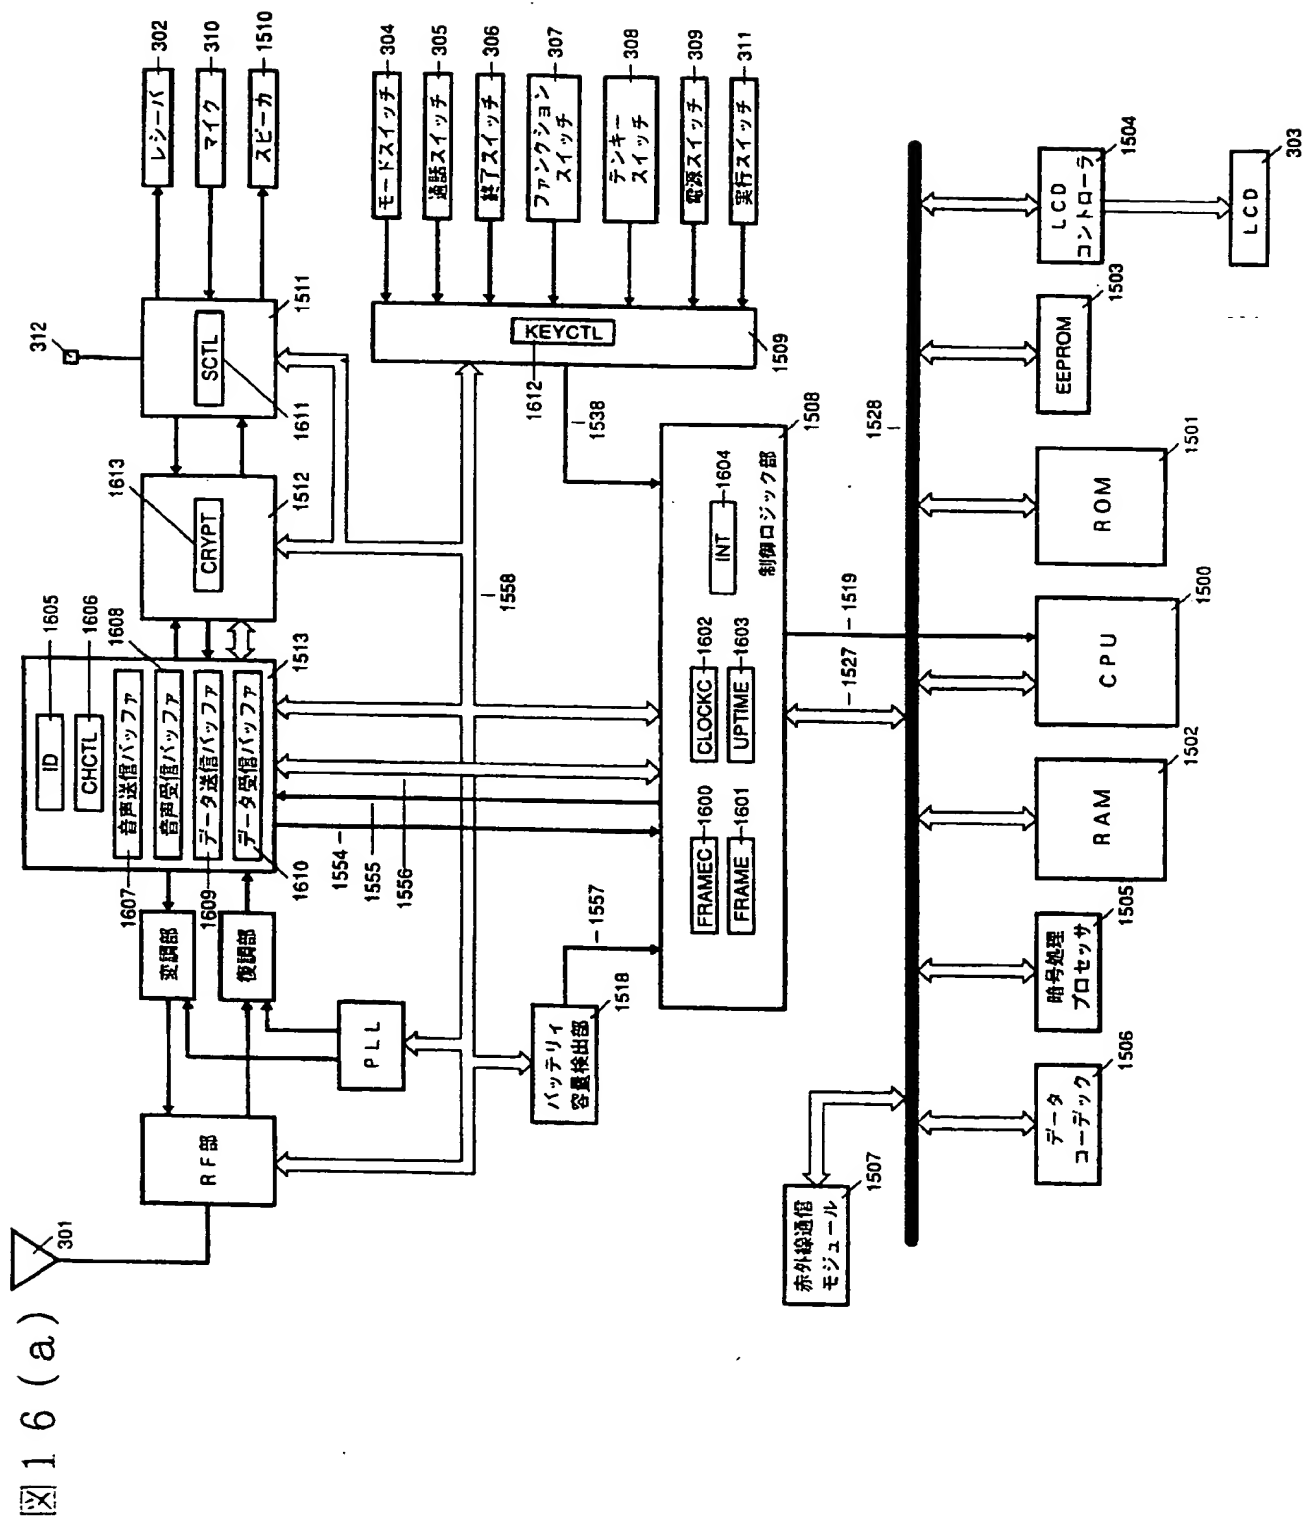 図16(a)
301
RF部
変調部
復調部
PLL
1607
1609
1610
ID
CHCTL
音声送信バッファ
音声受信バッファ
データ送信バッファ
データ受信バッファ
1605
1606
1608
1513
1613
CRYPT
1512
312
SCTL
1611
1511
レシーバ
302
マイク
310
スピーカ
1510
モードスイッチ
304
通話スイッチ
305
終了スイッチ
306
ファンクション
スイッチ
307
テンキー
スイッチ
308
電源スイッチ
309
実行スイッチ
311
KEYCTL
1612
1509
1538
1558
1554
1555
1556
1557
バッテリィ
容量検出部
1518
FRAMEC
1600
FRAME
1601
CLOCKC
1602
UPTIME
1603
INT
1604
制御ロジック部
1508
1527
1519
1528
赤外線通信
モジュール
1507
データ
コーデック
1506
暗号処理
プロセッサ
1505
RAM
1502
CPU
1500
ROM
1501
EEPROM
1503
LCD
コントローラ
1504
LCD
303